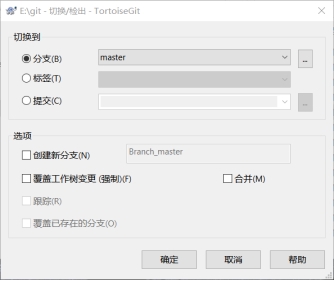 E:\git - 切换/检出 - TortoiseGit
切换到
分支(B) master ...
标签(T)
提交(C) ...
选项
创建新分支(N) Branch_master
覆盖工作树变更 (强制)(F) 合并(M)
跟踪(R)
覆盖已存在的分支(O)
确定 取消 帮助